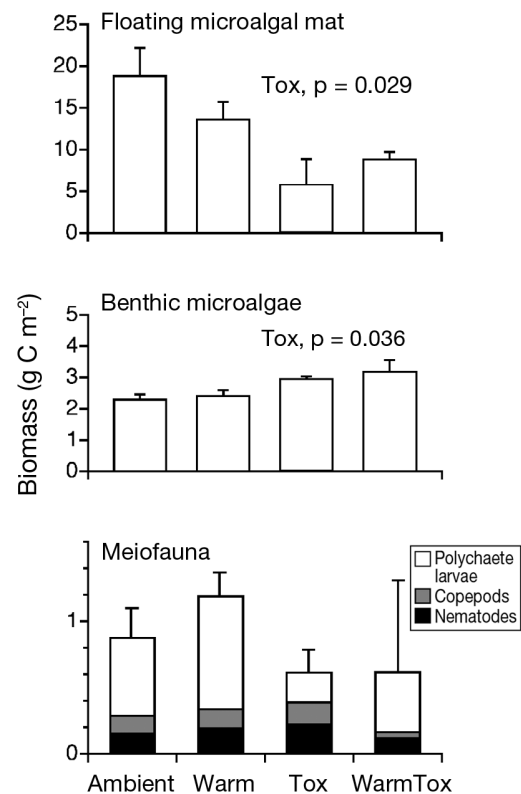 Floating microalgal mat
Tox, p = 0.029
25
20
15
10
5
0
Benthic microalgae
Tox, p = 0.036
5
4
3
2
1
0
Biomass (g C m⁻²)
Meiofauna
Polychaete
larvae
Copepods
Nematodes
1
0
Ambient Warm Tox WarmTox